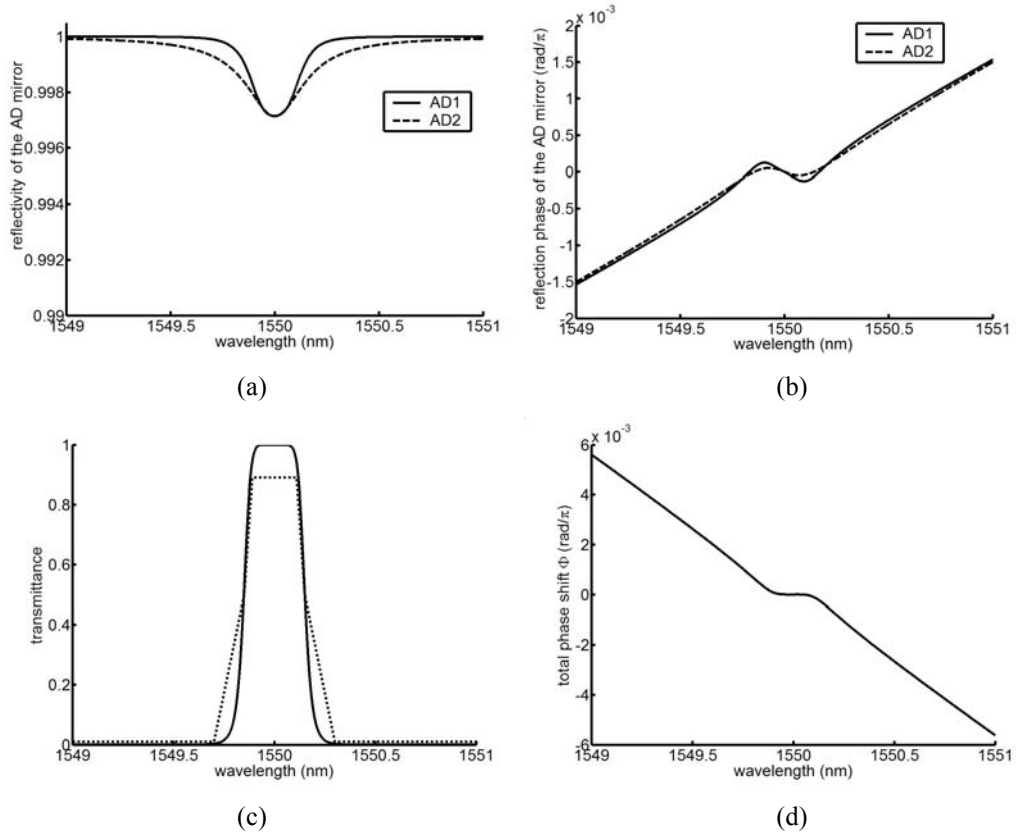 1
0.998
0.996
0.994
0.992
0.99
1549
1549.5
1550
1550.5
1551
reflectivity of the AD mirror
wavelength (nm)
AD1
AD2
(a)
x 10-3
2
1.5
1
0.5
0
-0.5
-1
-1.5
-2
1549
1549.5
1550
1550.5
1551
reflection phase of the AD mirror (rad/π)
wavelength (nm)
AD1
AD2
(b)
1
0.8
0.6
0.4
0.2
0
1549
1549.5
1550
1550.5
1551
transmittance
wavelength (nm)
(c)
x 10-3
6
4
2
0
-2
-4
-6
1549
1549.5
1550
1550.5
1551
total phase shift Φ (rad/π)
wavelength (nm)
(d)